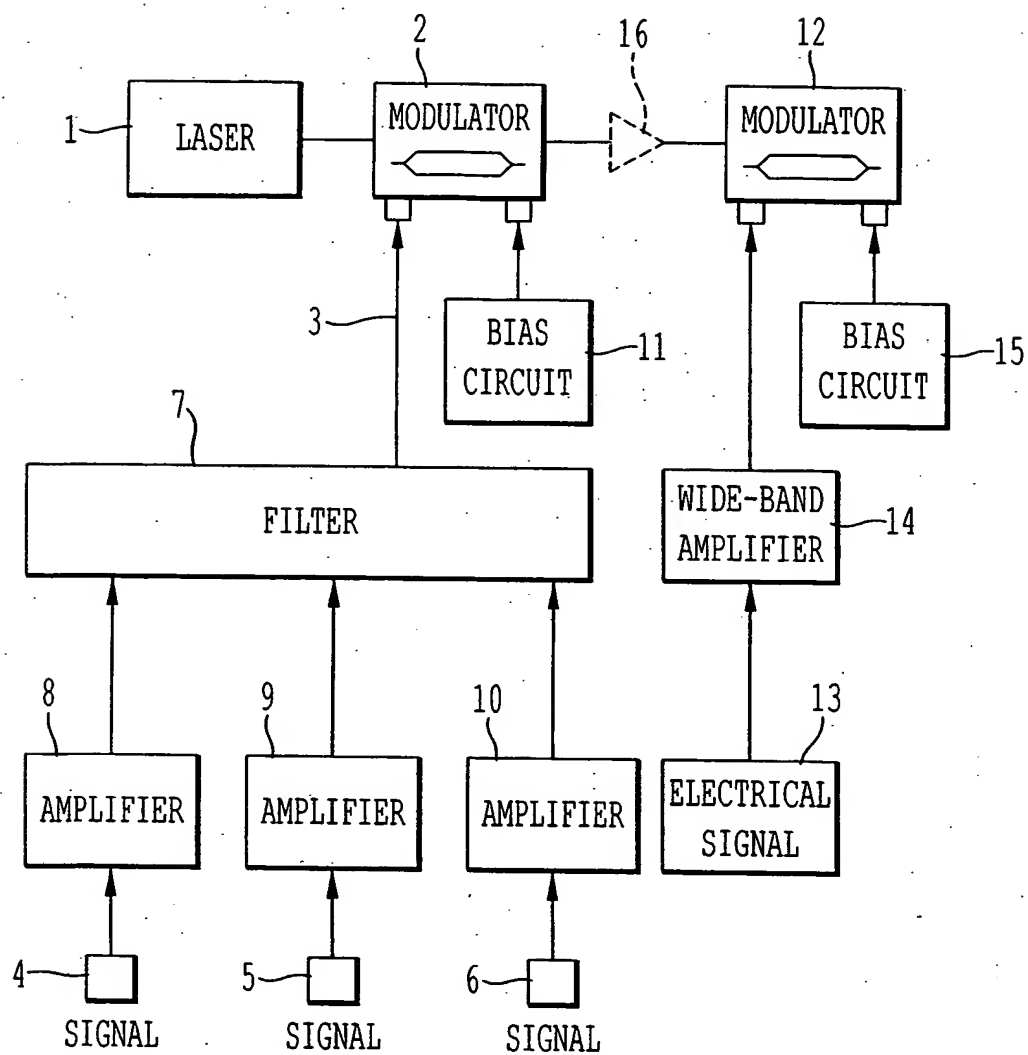 2
16
12
1
LASER
MODULATOR
MODULATOR
3
BIAS
CIRCUIT
11
BIAS
CIRCUIT
15
7
FILTER
WIDE-BAND
AMPLIFIER
14
8
9
10
13
AMPLIFIER
AMPLIFIER
AMPLIFIER
ELECTRICAL
SIGNAL
4
5
6
SIGNAL
SIGNAL
SIGNAL